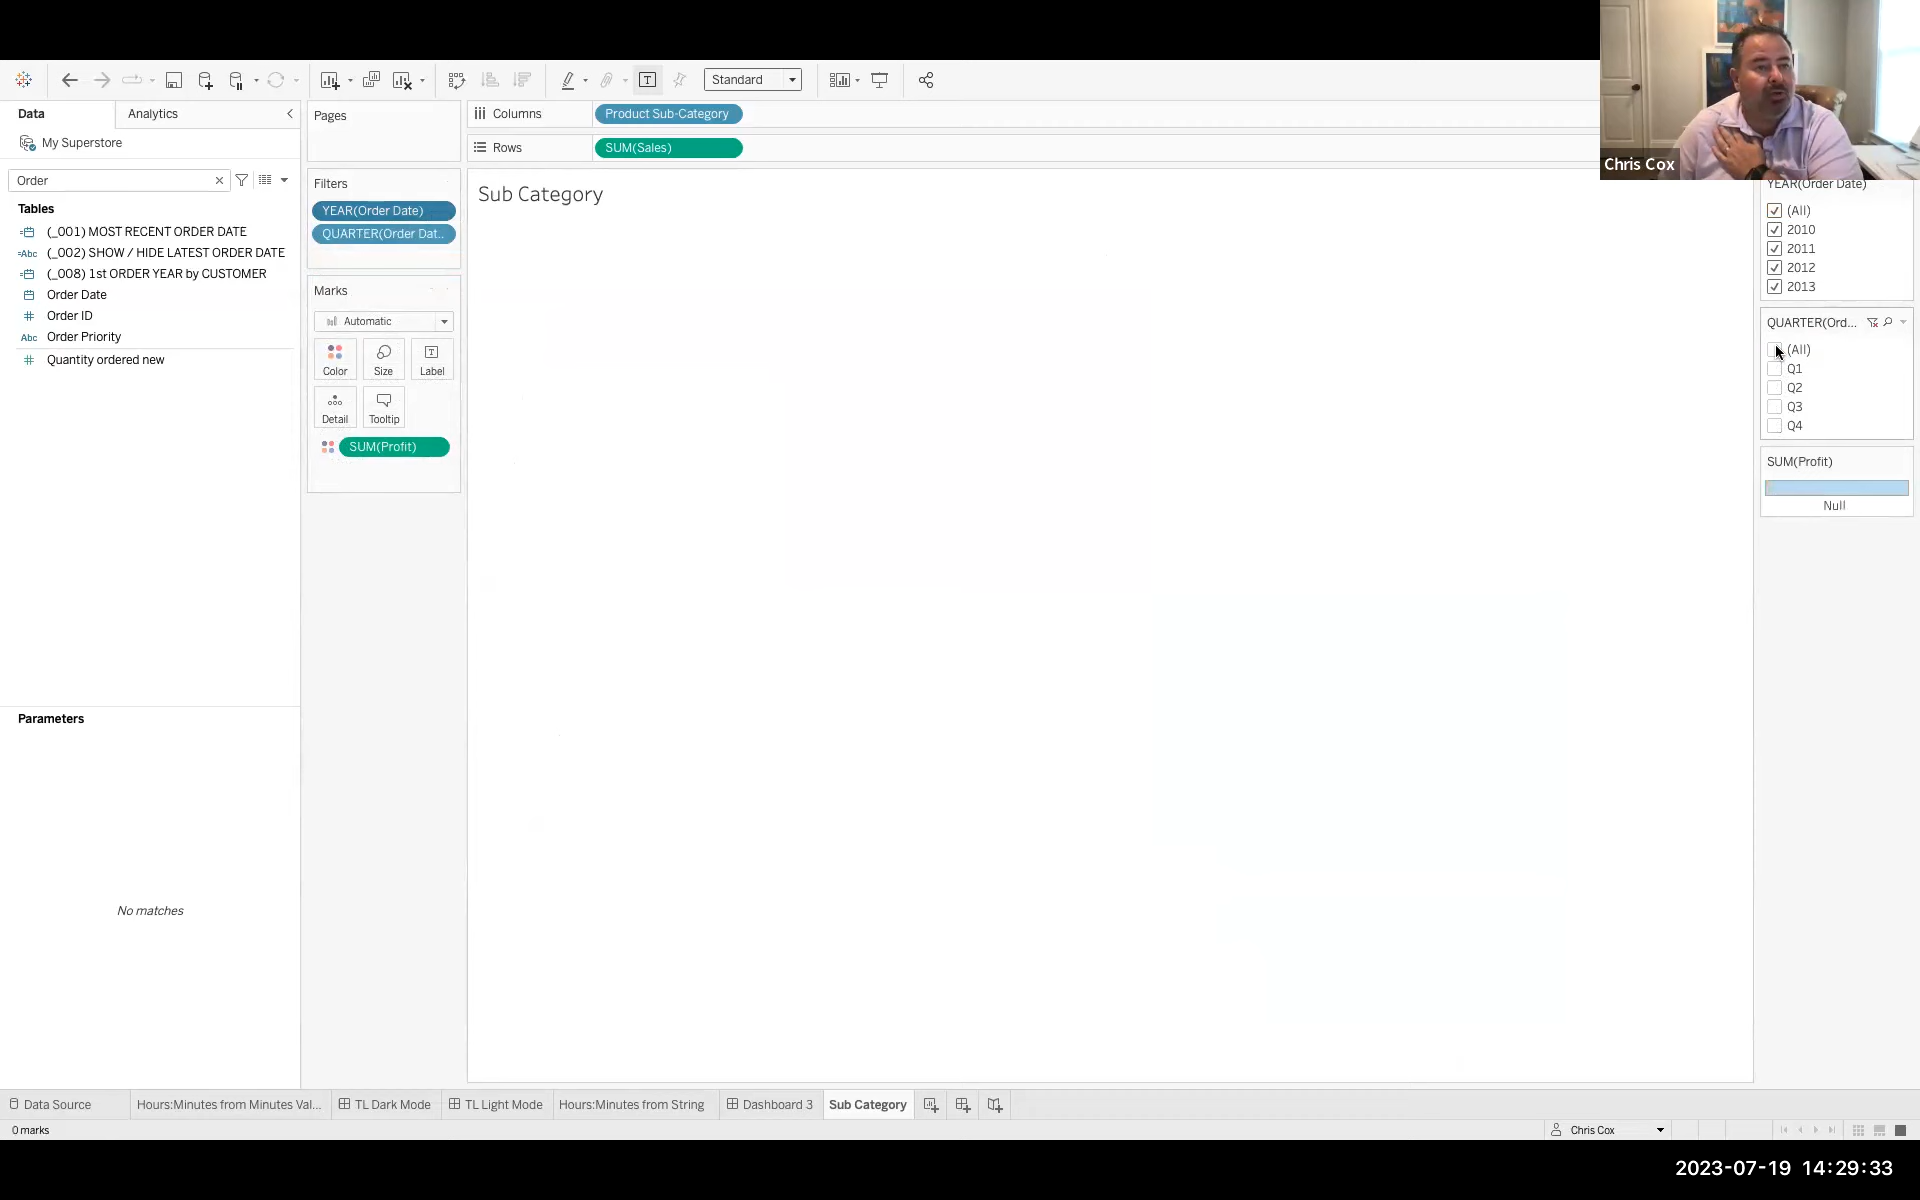 Chris Cox
Standard
Data
Analytics
My Superstore
Order
Tables
(_001) MOST RECENT ORDER DATE
Abc
(_002) SHOW / HIDE LATEST ORDER DATE
(_008) 1st ORDER YEAR by CUSTOMER
Order Date
Order ID
Abc
Order Priority
Quantity ordered new
Parameters
No matches
Pages
Filters
YEAR(Order Date)
QUARTER(Order Dat..
Marks
Automatic
Color
Size
Label
Detail
Tooltip
SUM(Profit)
Columns
Product Sub-Category
Rows
SUM(Sales)
Sub Category
YEAR(Order Date)
(All)
2010
2011
2012
2013
QUARTER(Ord...
(All)
Q1
Q2
Q3
Q4
SUM(Profit)
Null
Data Source
Hours:Minutes from Minutes Val...
TL Dark Mode
TL Light Mode
Hours:Minutes from String
Dashboard 3
Sub Category
0 marks
Chris Cox
2023-07-19 14:29:33